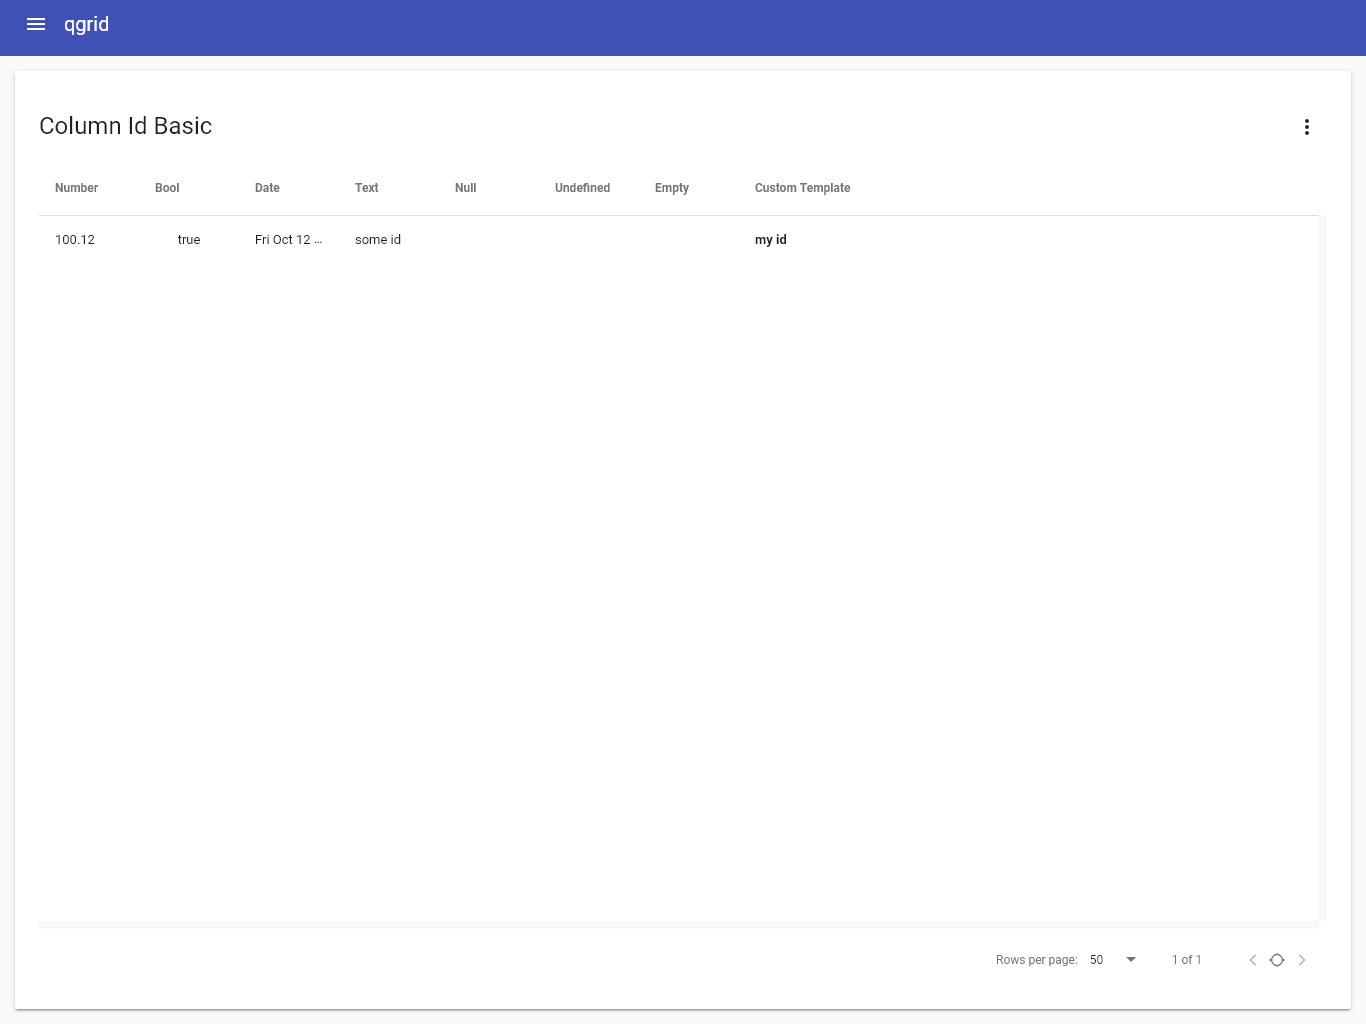 qgrid
Column Id Basic
Number Bool Date Text Null Undefined Empty Custom Template
100.12 true Fri Oct 12 ... some id my id
Rows per page: 50 1 of 1